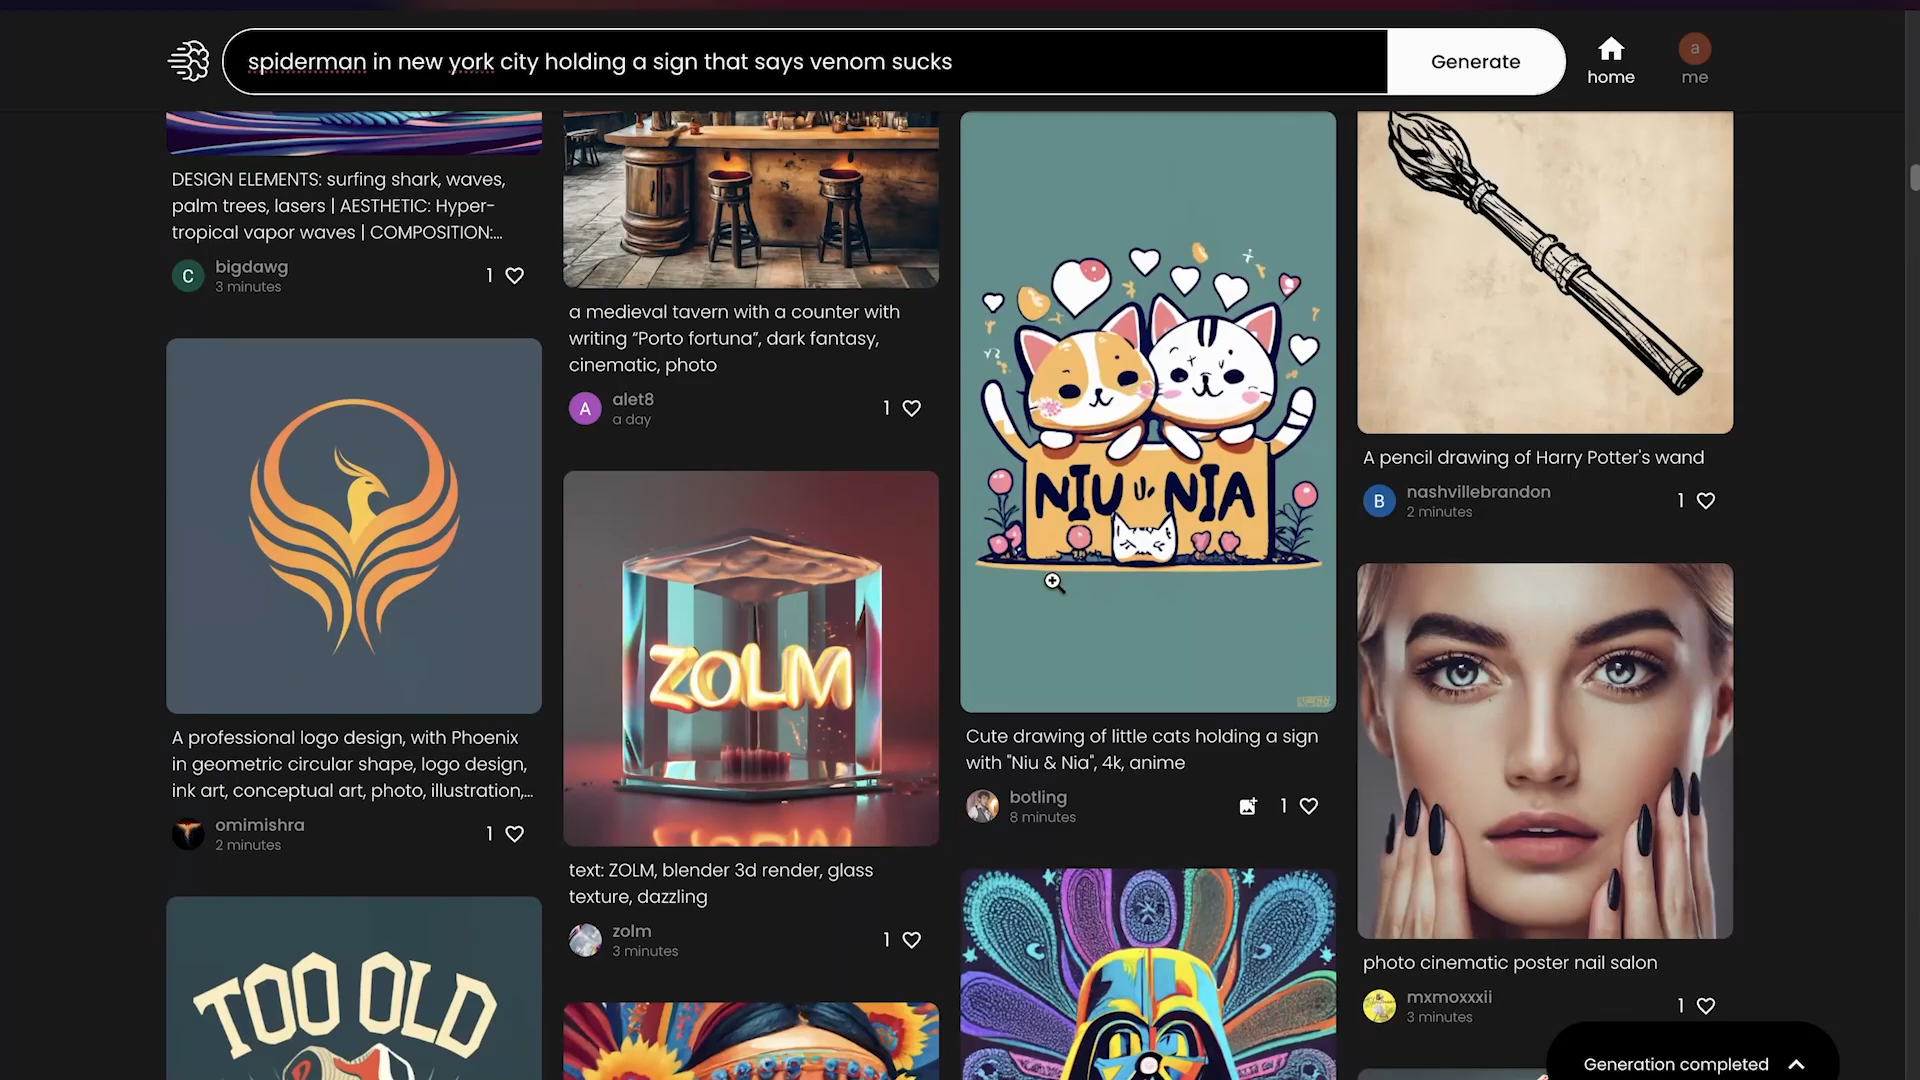 spiderman in new york city holding a sign that says venom sucks
Generate
home
a
me
DESIGN ELEMENTS: surfing shark, waves,
palm trees, lasers | AESTHETIC: Hyper-
tropical vapor waves | COMPOSITION:...
C
bigdawg
3 minutes
1
A professional logo design, with Phoenix
in geometric circular shape, logo design,
ink art, conceptual art, photo, illustration,...
omimishra
2 minutes
1
TOO OLD
a medieval tavern with a counter with
writing “Porto fortuna”, dark fantasy,
cinematic, photo
A
alet8
a day
1
ZOLM
text: ZOLM, blender 3d render, glass
texture, dazzling
zolm
3 minutes
1
NIU NIA
Cute drawing of little cats holding a sign
with "Niu & Nia", 4k, anime
botling
8 minutes
1
A pencil drawing of Harry Potter's wand
B
nashvillebrandon
2 minutes
1
photo cinematic poster nail salon
mxmoxxxii
3 minutes
1
Generation completed